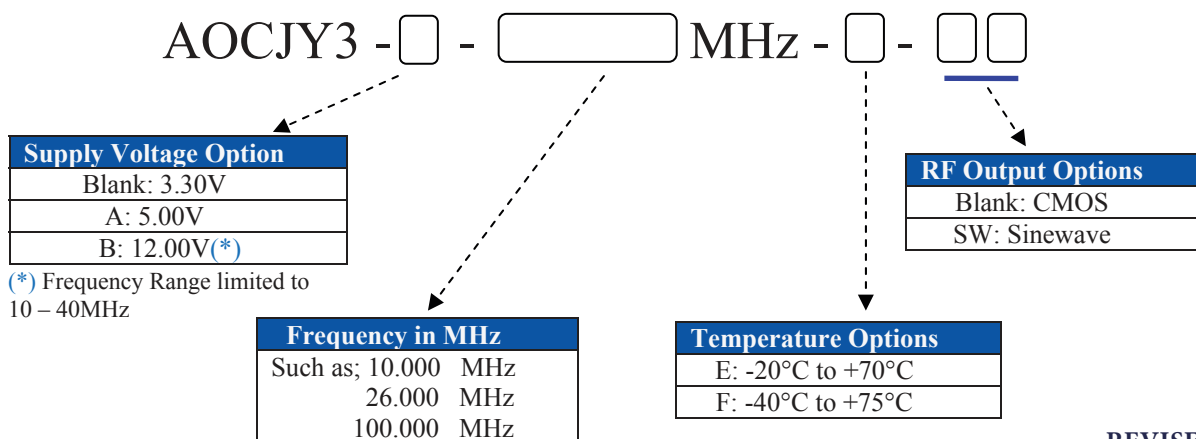 AOCJY3 - - MHz - -
Supply Voltage Option
Blank: 3.30V
A: 5.00V
B: 12.00V(*)
(*) Frequency Range limited to
10 – 40MHz
Frequency in MHz
Such as; 10.000 MHz
26.000 MHz
100.000 MHz
Temperature Options
E: -20°C to +70°C
F: -40°C to +75°C
RF Output Options
Blank: CMOS
SW: Sinewave